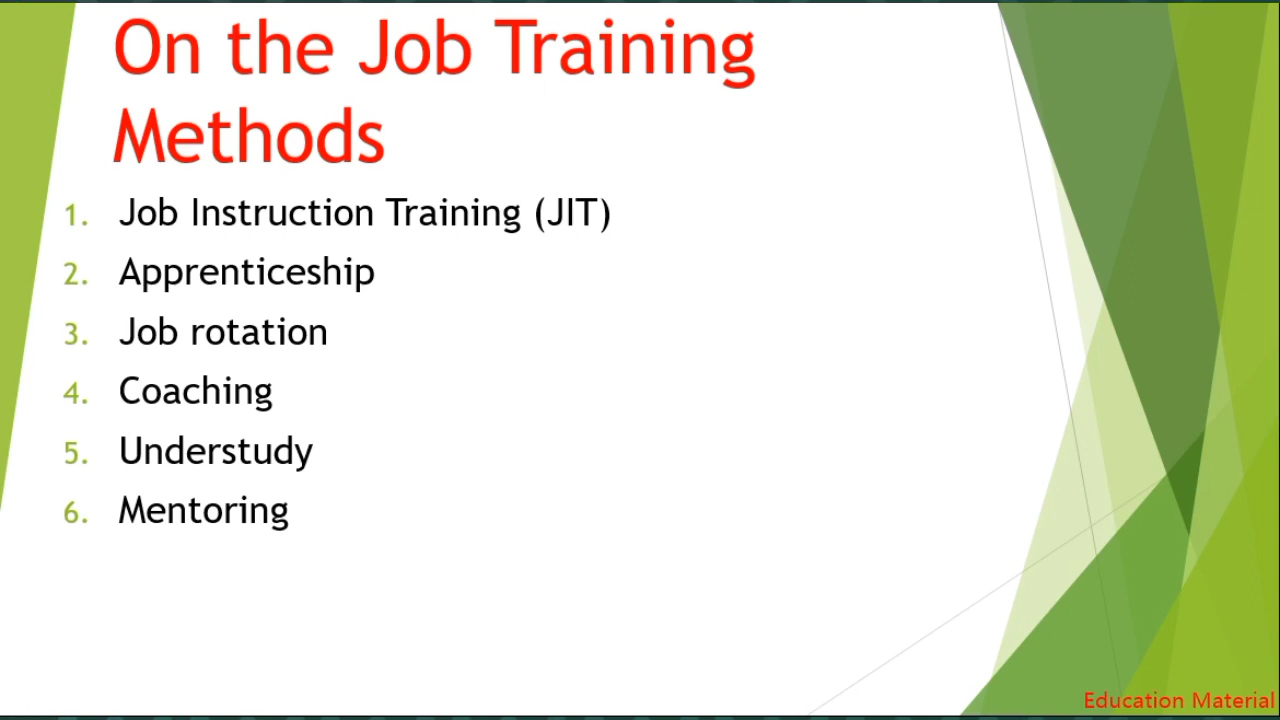 On the Job Training
Methods
1. Job Instruction Training (JIT)
2. Apprenticeship
3. Job rotation
4. Coaching
5. Understudy
6. Mentoring
Education Material